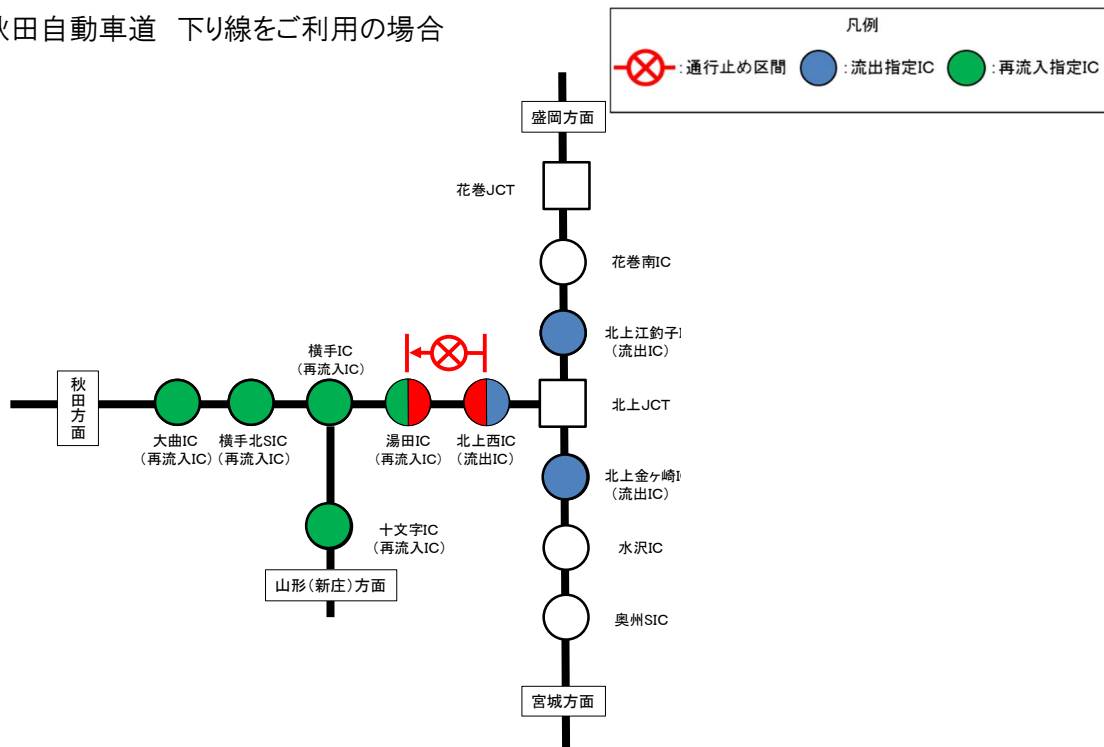 秋田自動車道 下り線をご利用の場合
凡例
:通行止め区間
:流出指定IC
:再流入指定IC
盛岡方面
花巻JCT
花巻南IC
北上江釣子I
(流出IC)
横手IC
(再流入IC)
秋田方面
北上JCT
大曲IC
(再流入IC)
横手北SIC
(再流入IC)
湯田IC
(再流入IC)
北上西IC
(流出IC)
北上金ヶ崎I
(流出IC)
十文字IC
(再流入IC)
水沢IC
山形(新庄)方面
奥州SIC
宮城方面